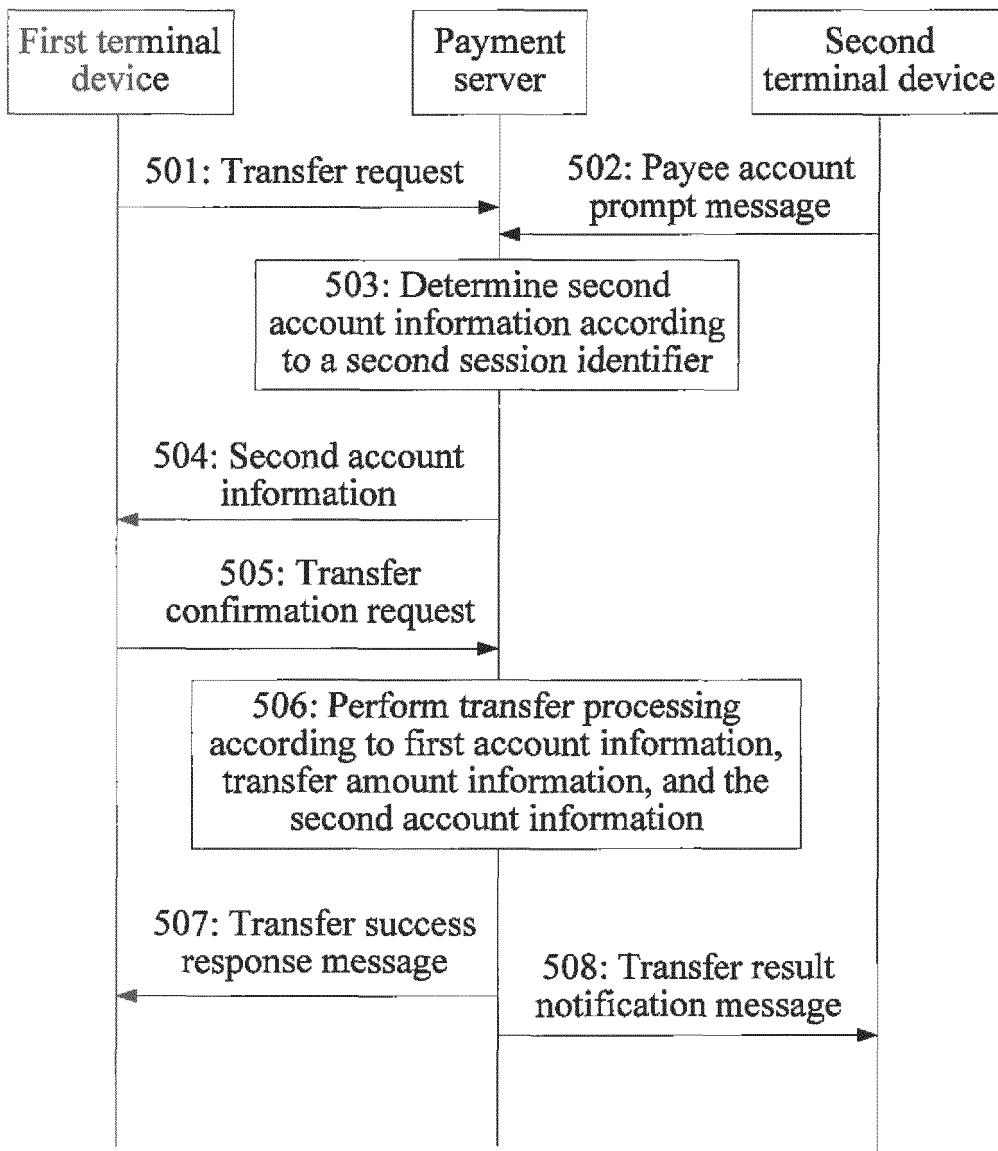 First terminal
device
Payment
server
Second
terminal device
501: Transfer request
502: Payee account
prompt message
503: Determine second
account information according
to a second session identifier
504: Second account
information
505: Transfer
confirmation request
506: Perform transfer processing
according to first account information,
transfer amount information, and the
second account information
507: Transfer success
response message
508: Transfer result
notification message